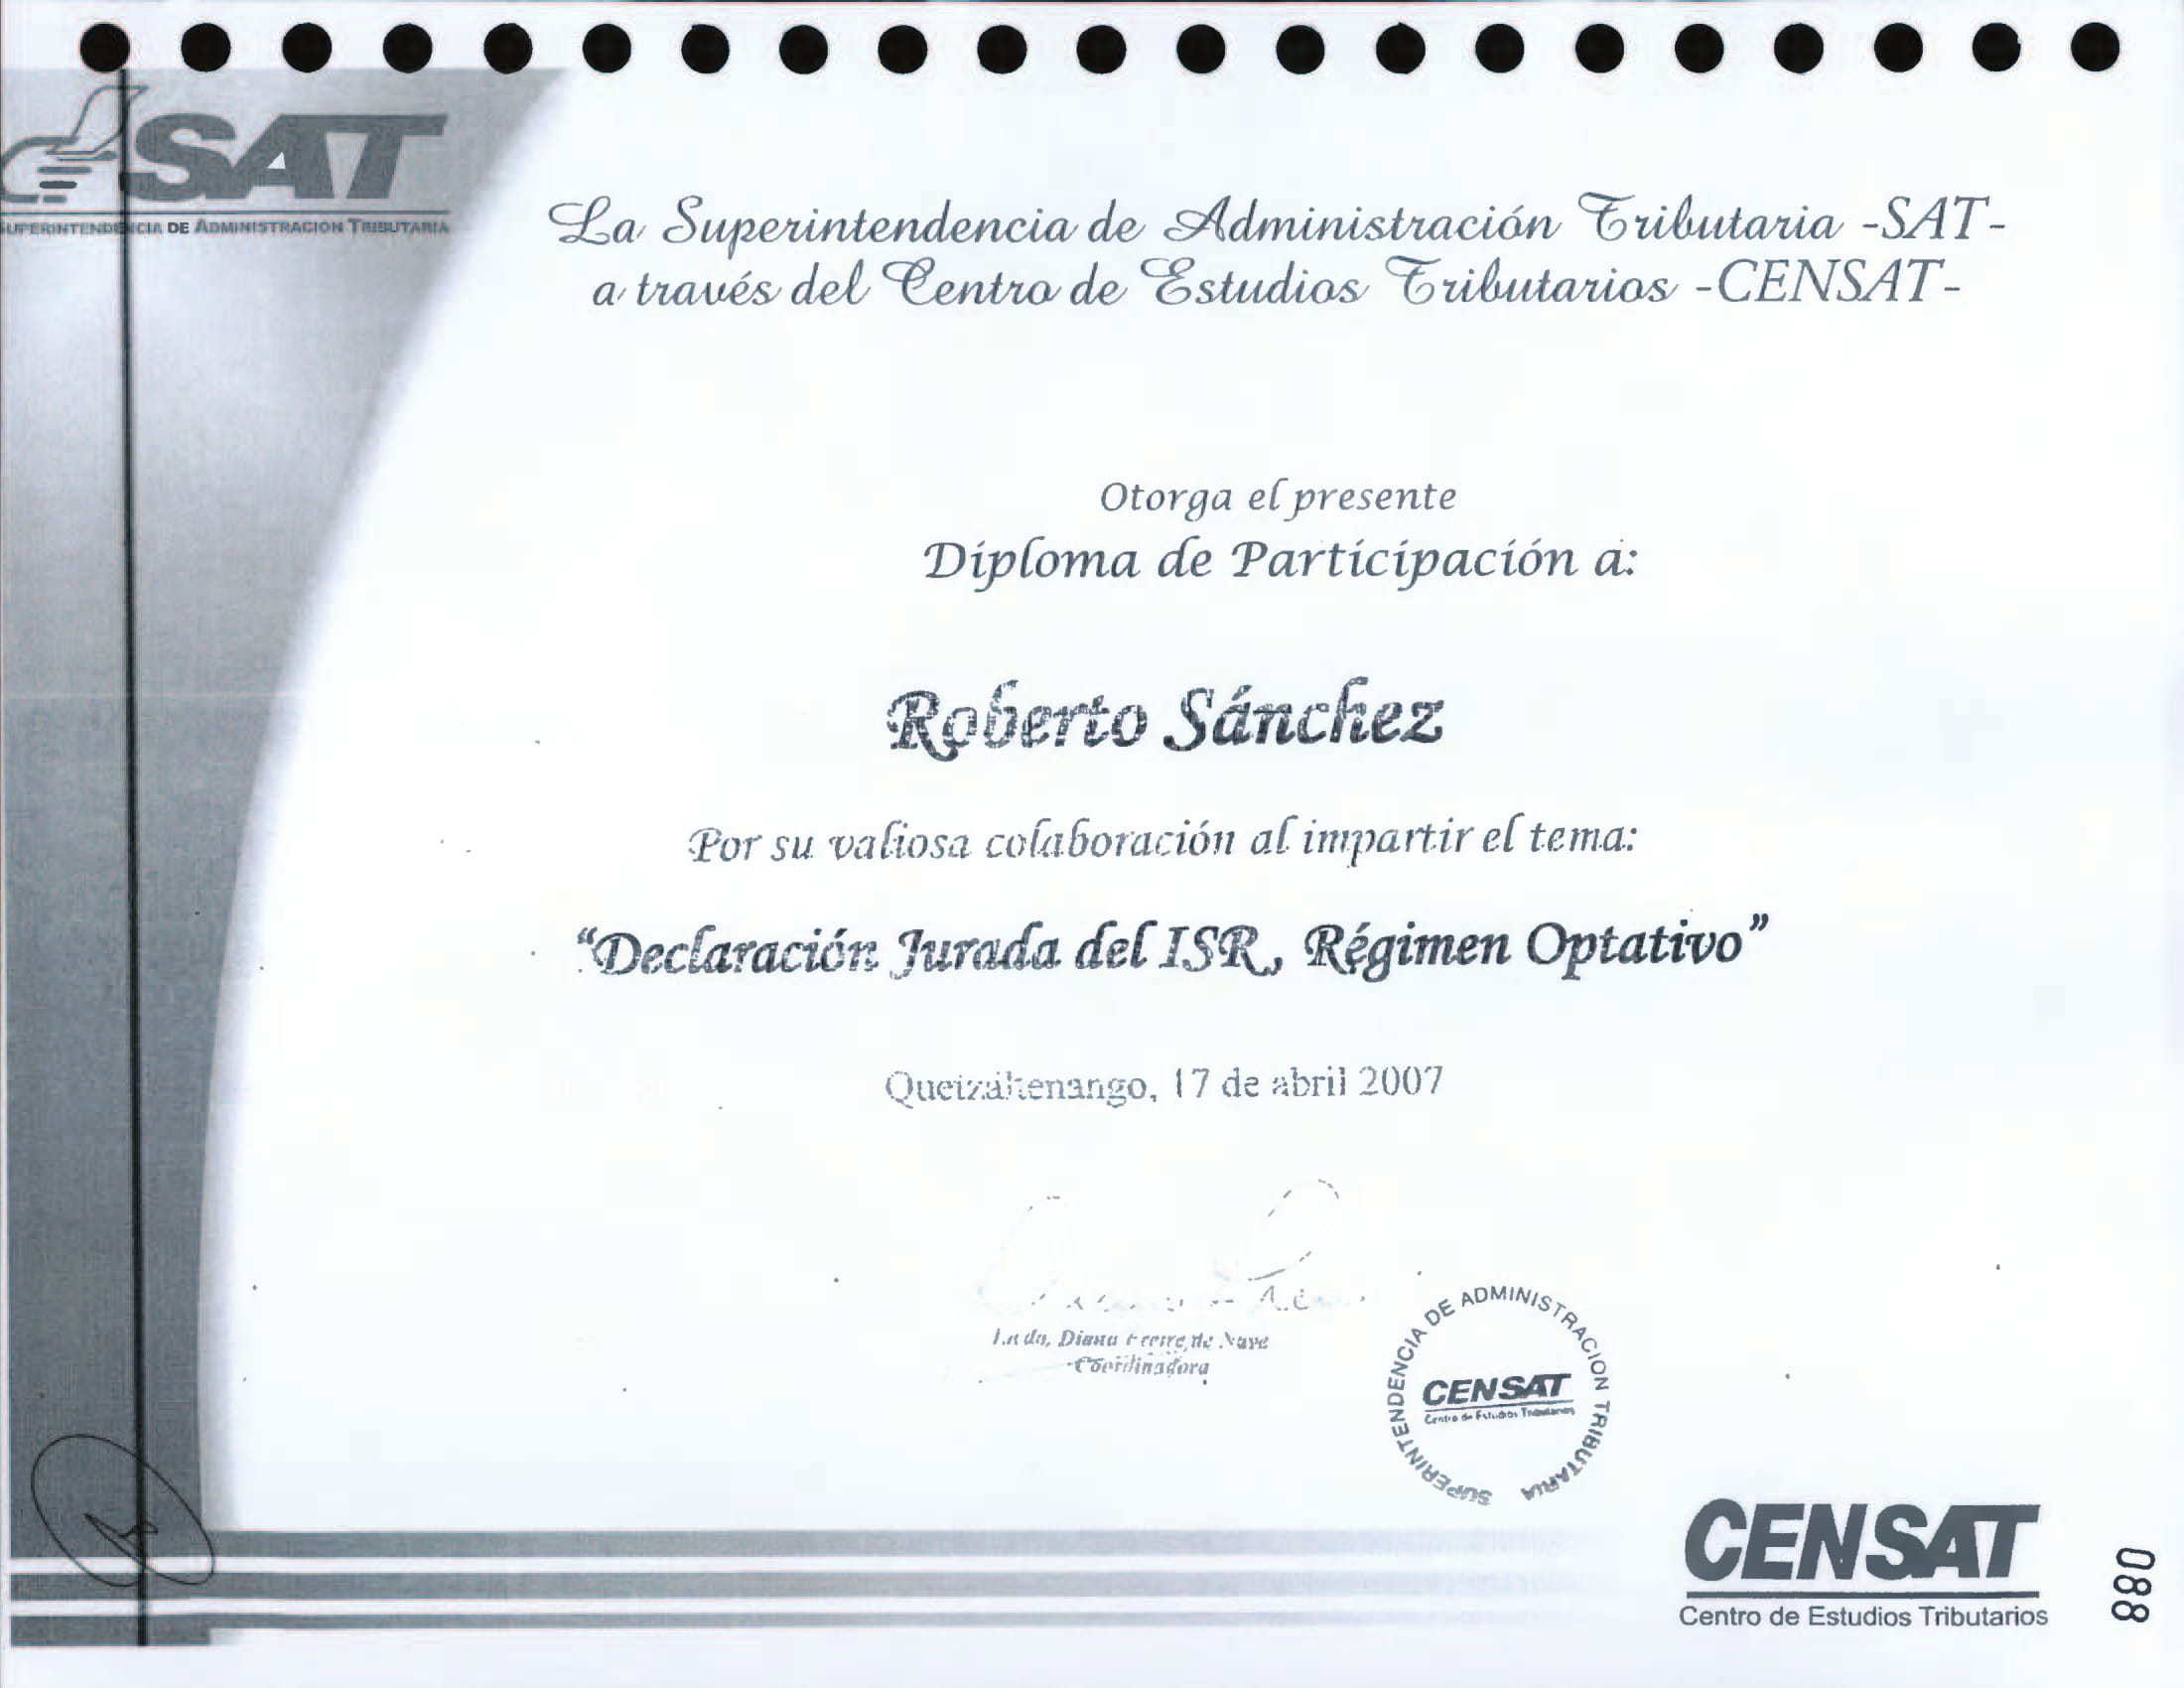 SAT
SUPERINTENDENCIA DE ADMINISTRACION TRIBUTARIA
La Superintendencia de Administración Tributaria -SAT-
a través del Centro de Estudios Tributarios -CENSAT-
Otorga el presente
Diploma de Participación a:
Roberto Sánchez
Por su valiosa colaboración al impartir el tema:
"Declaración Jurada del ISR, Régimen Optativo"
Quetzaltenango, 17 de abril 2007
Diana de Nave
Coordinadora
SUPERINTENDENCIA DE ADMINISTRACION TRIBUTARIA
CENSAT
Centro de Estudios Tributarios
CENSAT
Centro de Estudios Tributarios
088